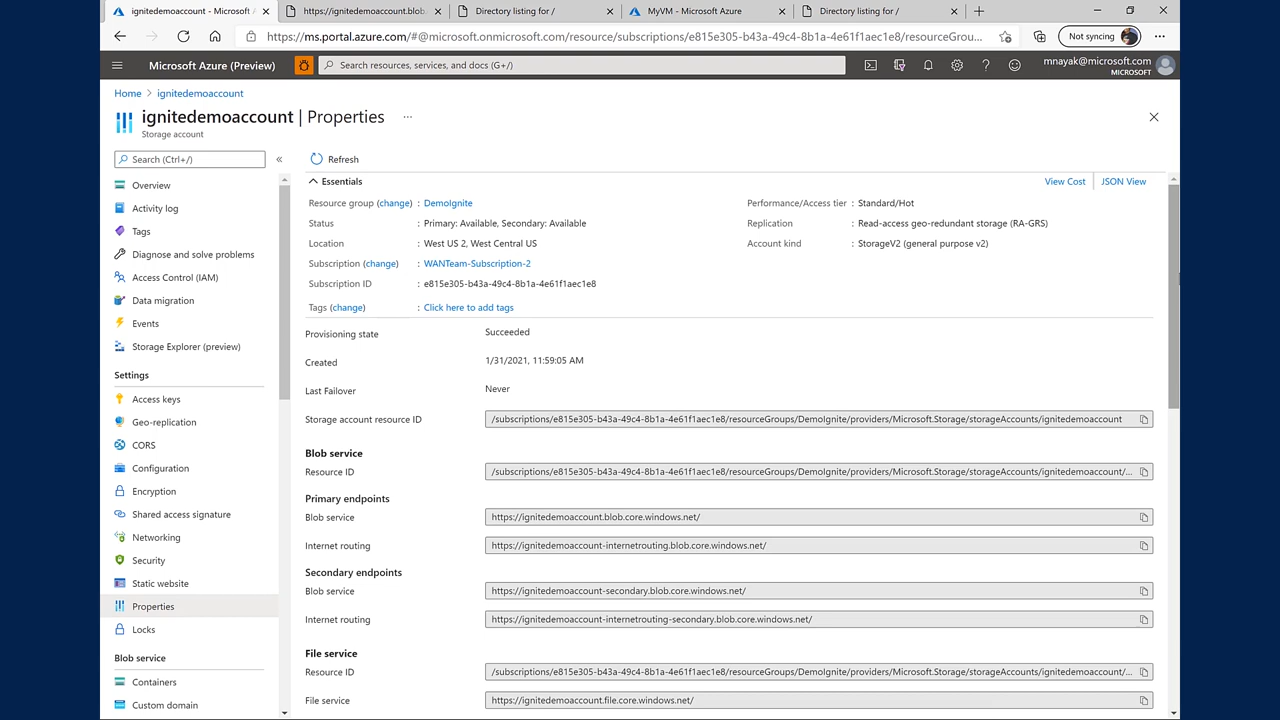 ignitedemoaccount - Microsoft A
https://ignitedemoaccount.blob.
Directory listing for /
MyVM - Microsoft Azure
Directory listing for /
https://ms.portal.azure.com/#@microsoft.onmicrosoft.com/resource/subscriptions/e815e305-b43a-49c4-8b1a-4e61f1aec1e8/resourceGrou...
Not syncing
Microsoft Azure (Preview)
Search resources, services, and docs (G+/)
mnayak@microsoft.com
MICROSOFT
Home > ignitedemoaccount
ignitedemoaccount | Properties ...
Storage account
Search (Ctrl+/)
«
Overview
Activity log
Tags
Diagnose and solve problems
Access Control (IAM)
Data migration
Events
Storage Explorer (preview)
Settings
Access keys
Geo-replication
CORS
Configuration
Encryption
Shared access signature
Networking
Security
Static website
Properties
Locks
Blob service
Containers
Custom domain
Refresh
Essentials
View Cost
JSON View
Resource group (change) : DemoIgnite
Status : Primary: Available, Secondary: Available
Location : West US 2, West Central US
Subscription (change) : WANTeam-Subscription-2
Subscription ID : e815e305-b43a-49c4-8b1a-4e61f1aec1e8
Tags (change) : Click here to add tags
Performance/Access tier : Standard/Hot
Replication : Read-access geo-redundant storage (RA-GRS)
Account kind : StorageV2 (general purpose v2)
Provisioning state Succeeded
Created 1/31/2021, 11:59:05 AM
Last Failover Never
Storage account resource ID /subscriptions/e815e305-b43a-49c4-8b1a-4e61f1aec1e8/resourceGroups/DemoIgnite/providers/Microsoft.Storage/storageAccounts/ignitedemoaccount
Blob service
Resource ID /subscriptions/e815e305-b43a-49c4-8b1a-4e61f1aec1e8/resourceGroups/DemoIgnite/providers/Microsoft.Storage/storageAccounts/ignitedemoaccount/...
Primary endpoints
Blob service https://ignitedemoaccount.blob.core.windows.net/
Internet routing https://ignitedemoaccount-internetrouting.blob.core.windows.net/
Secondary endpoints
Blob service https://ignitedemoaccount-secondary.blob.core.windows.net/
Internet routing https://ignitedemoaccount-internetrouting-secondary.blob.core.windows.net/
File service
Resource ID /subscriptions/e815e305-b43a-49c4-8b1a-4e61f1aec1e8/resourceGroups/DemoIgnite/providers/Microsoft.Storage/storageAccounts/ignitedemoaccount/...
File service https://ignitedemoaccount.file.core.windows.net/